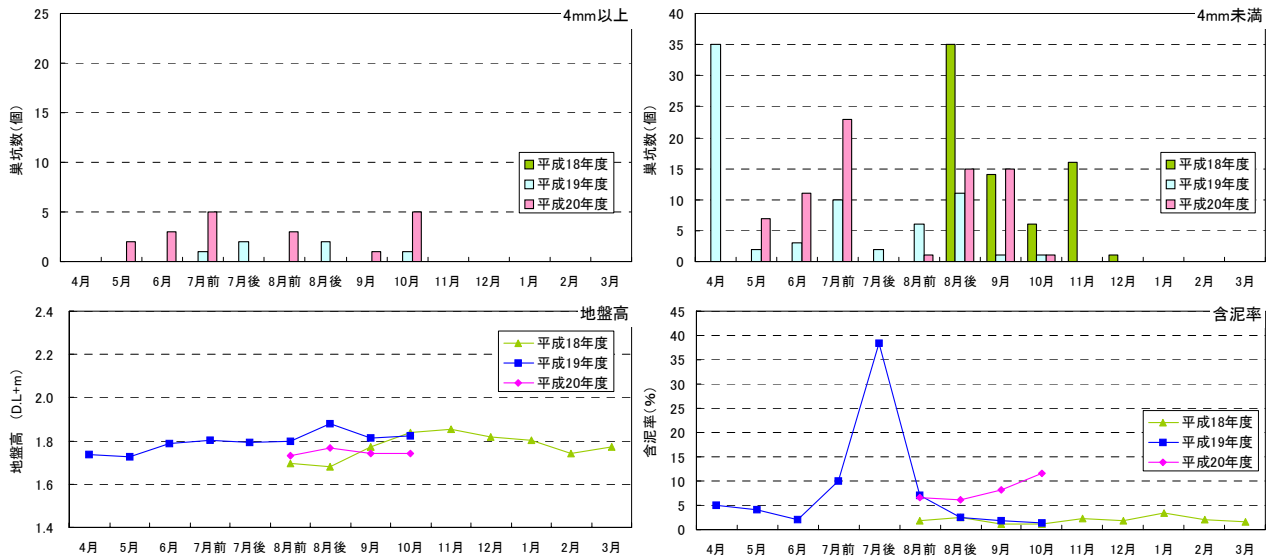 4mm以上
25
20
15
10
5
0
巣坑数(個)
平成18年度
平成19年度
平成20年度
4月 5月 6月 7月前 7月後 8月前 8月後 9月 10月 11月 12月 1月 2月 3月
4mm未満
40
35
30
25
20
15
10
5
0
巣坑数(個)
平成18年度
平成19年度
平成20年度
4月 5月 6月 7月前 7月後 8月前 8月後 9月 10月 11月 12月 1月 2月 3月
地盤高
2.4
2.2
2.0
1.8
1.6
1.4
地盤高 (D.L+m)
平成18年度
平成19年度
平成20年度
4月 5月 6月 7月前 7月後 8月前 8月後 9月 10月 11月 12月 1月 2月 3月
含泥率
45
40
35
30
25
20
15
10
5
0
含泥率(%)
平成18年度
平成19年度
平成20年度
4月 5月 6月 7月前 7月後 8月前 8月後 9月 10月 11月 12月 1月 2月 3月